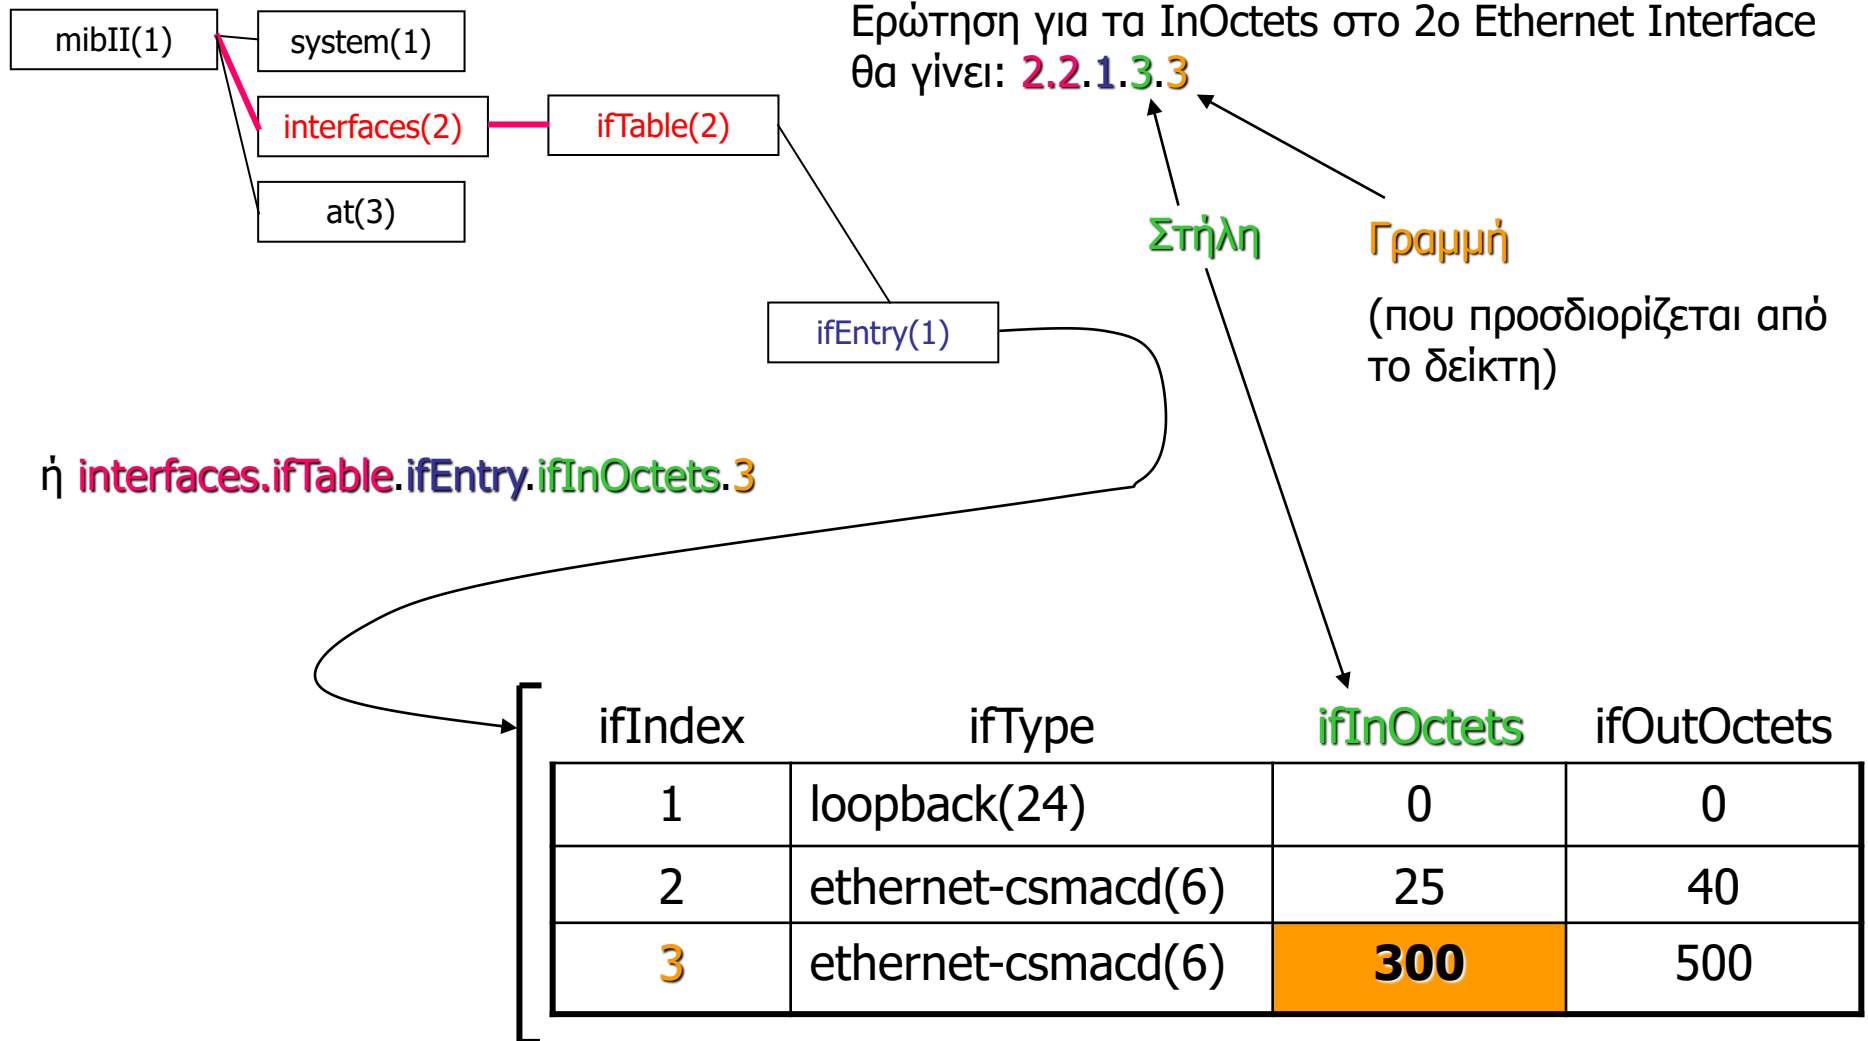 mibII(1)
system(1)
interfaces(2)
ifTable(2)
at(3)
ifEntry(1)
Ερώτηση για τα InOctets στο 2ο Ethernet Interface
θα γίνει: 2.2.1.3.3
Στήλη
Γραμμή
(που προσδιορίζεται από
το δείκτη)
ή interfaces.ifTable.ifEntry.ifInOctets.3
ifIndex ifType ifInOctets ifOutOctets
1 loopback(24) 0 0
2 ethernet-csmacd(6) 25 40
3 ethernet-csmacd(6) 300 500